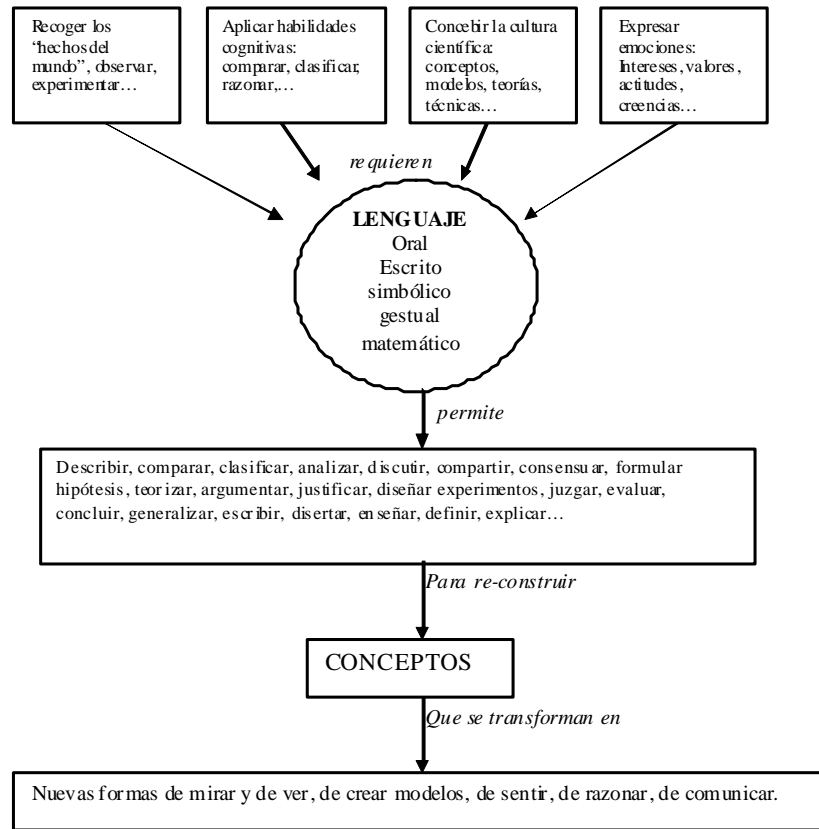 Recoger los
“hechos del
mundo”, observar,
experimentar…
Aplicar habilidades
cognitivas:
comparar, clasificar,
razonar,…
Concebir la cultura
científica:
conceptos,
modelos, teorías,
técnicas…
Expresar
emociones:
Intereses, valores,
actitudes,
creencias…
requieren
LENGUAJE
Oral
Escrito
simbólico
gestual
matemático
permite
Describir, comparar, clasificar, analizar, discutir, compartir, consensuar, formular
hipótesis, teorizar, argumentar, justificar, diseñar experimentos, juzgar, evaluar,
concluir, generalizar, escribir, disertar, enseñar, definir, explicar…
Para re-construir
CONCEPTOS
Que se transforman en
Nuevas formas de mirar y de ver, de crear modelos, de sentir, de razonar, de comunicar.